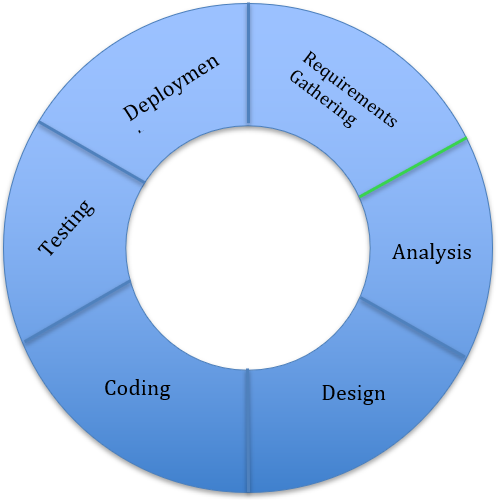 Requirements
Gathering
Analysis
Design
Coding
Testing
Deploymen